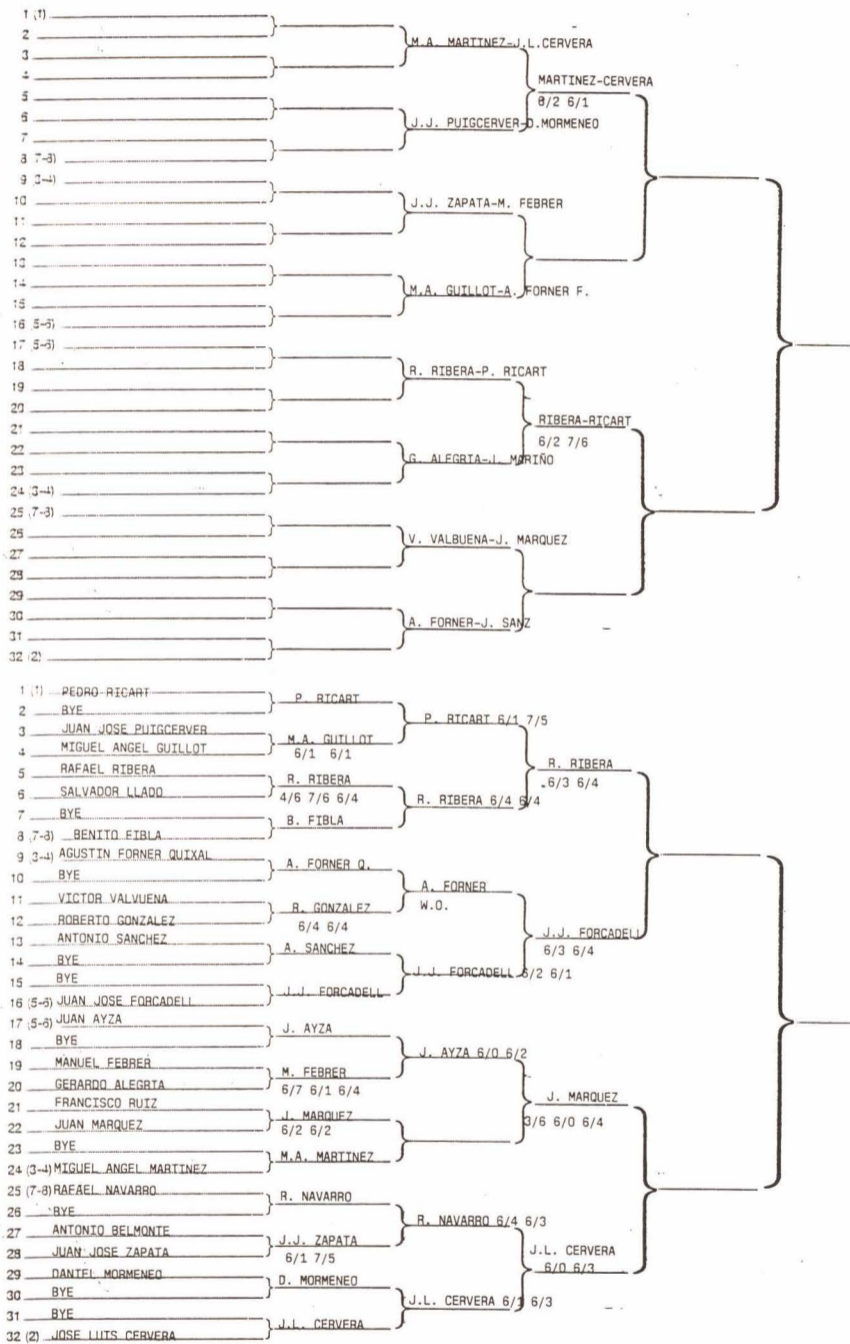 1 (1)
2
3
4
5
6
7
8 (7-8)
9 (3-4)
10
11
12
13
14
15
16 (5-6)
17 (5-6)
18
19
20
21
22
23
24 (3-4)
25 (7-8)
26
27
28
29
30
31
32 (2)
M.A. MARTINEZ-J.L.CERVERA
J.J. PUIGCERVER-D.MORMENEO
J.J. ZAPATA-M. FEBRER
M.A. GUILLOT-A. FORNER F.
R. RIBERA-P. RICART
G. ALEGRIA-J. MARIÑO
V. VALBUENA-J. MARQUEZ
A. FORNER-J. SANZ
MARTINEZ-CERVERA
6/2 6/1
RIBERA-RICART
6/2 7/6
1 (1) PEDRO RICART
2 BYE
3 JUAN JOSE PUIGCERVER
4 MIGUEL ANGEL GUILLOT
5 RAFAEL RIBERA
6 SALVADOR LLADO
7 BYE
8 (7-8) BENITO FIBLA
9 (3-4) AGUSTIN FORNER QUIXAL
10 BYE
11 VICTOR VALVUENA
12 ROBERTO GONZALEZ
13 ANTONIO SANCHEZ
14 BYE
15 BYE
16 (5-6) JUAN JOSE FORCADELL
17 (5-6) JUAN AYZA
18 BYE
19 MANUEL FEBRER
20 GERARDO ALEGRIA
21 FRANCISCO RUIZ
22 JUAN MARQUEZ
23 BYE
24 (3-4) MIGUEL ANGEL MARTINEZ
25 (7-8) RAFAEL NAVARRO
26 BYE
27 ANTONIO BELMONTE
28 JUAN JOSE ZAPATA
29 DANIEL MORMENEO
30 BYE
31 BYE
32 (2) JOSE LUIS CERVERA
P. RICART
M.A. GUILLOT
6/1 6/1
R. RIBERA
4/6 7/6 6/4
B. FIBLA
A. FORNER Q.
R. GONZALEZ
6/4 6/4
A. SANCHEZ
J.J. FORCADELL
J. AYZA
M. FEBRER
6/7 6/1 6/4
J. MARQUEZ
6/2 6/2
M.A. MARTINEZ
R. NAVARRO
J.J. ZAPATA
6/1 7/5
D. MORMENEO
J.L. CERVERA
P. RICART 6/1 7/5
R. RIBERA 6/4 6/4
A. FORNER
W.O.
J.J. FORCADELL 6/2 6/1
J. AYZA 6/0 6/2
R. NAVARRO 6/4 6/3
J.L. CERVERA 6/1 6/3
R. RIBERA
6/3 6/4
J.J. FORCADELL
6/3 6/4
J. MARQUEZ
3/6 6/0 6/4
J.L. CERVERA
6/0 6/3